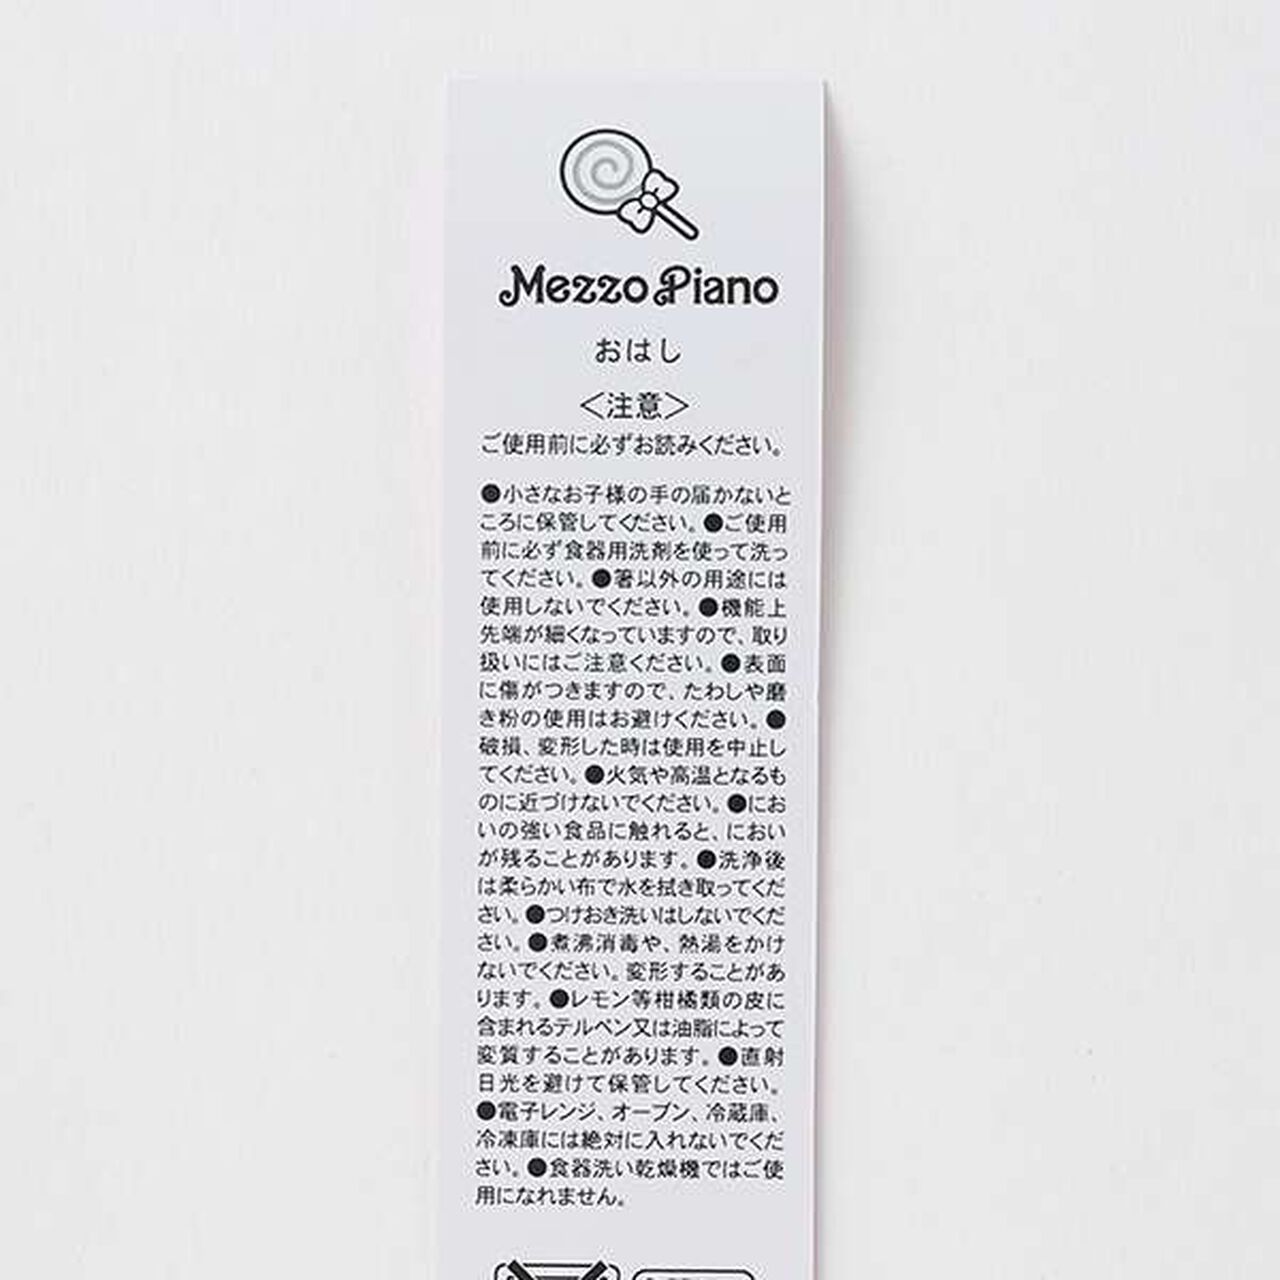 Mezzo Piano
おはし
＜注意＞
ご使用前に必ずお読みください。
●小さなお子様の手の届かないと
ころに保管してください。●ご使用
前に必ず食器用洗剤を使って洗っ
てください。●箸以外の用途には
使用しないでください。●機能上
先端が細くなっていますので、取り
扱いにはご注意ください。●表面
に傷がつきますので、たわしや磨
き粉の使用はお避けください。●
破損、変形した時は使用を中止し
てください。●火気や高温となるも
のに近づけないでください。●にお
いの強い食品に触れると、におい
が残ることがあります。●洗浄後
は柔らかい布で水を拭き取ってくだ
さい。●つけおき洗いはしないでくだ
さい。●煮沸消毒や、熱湯をかけ
ないでください。変形することがあ
ります。●レモン等柑橘類の皮に
含まれるテルペン又は油脂によって
変質することがあります。●直射
日光を避けて保管してください。
●電子レンジ、オーブン、冷蔵庫、
冷凍庫には絶対に入れないでくだ
さい。●食器洗い乾燥機ではご使
用になれません。